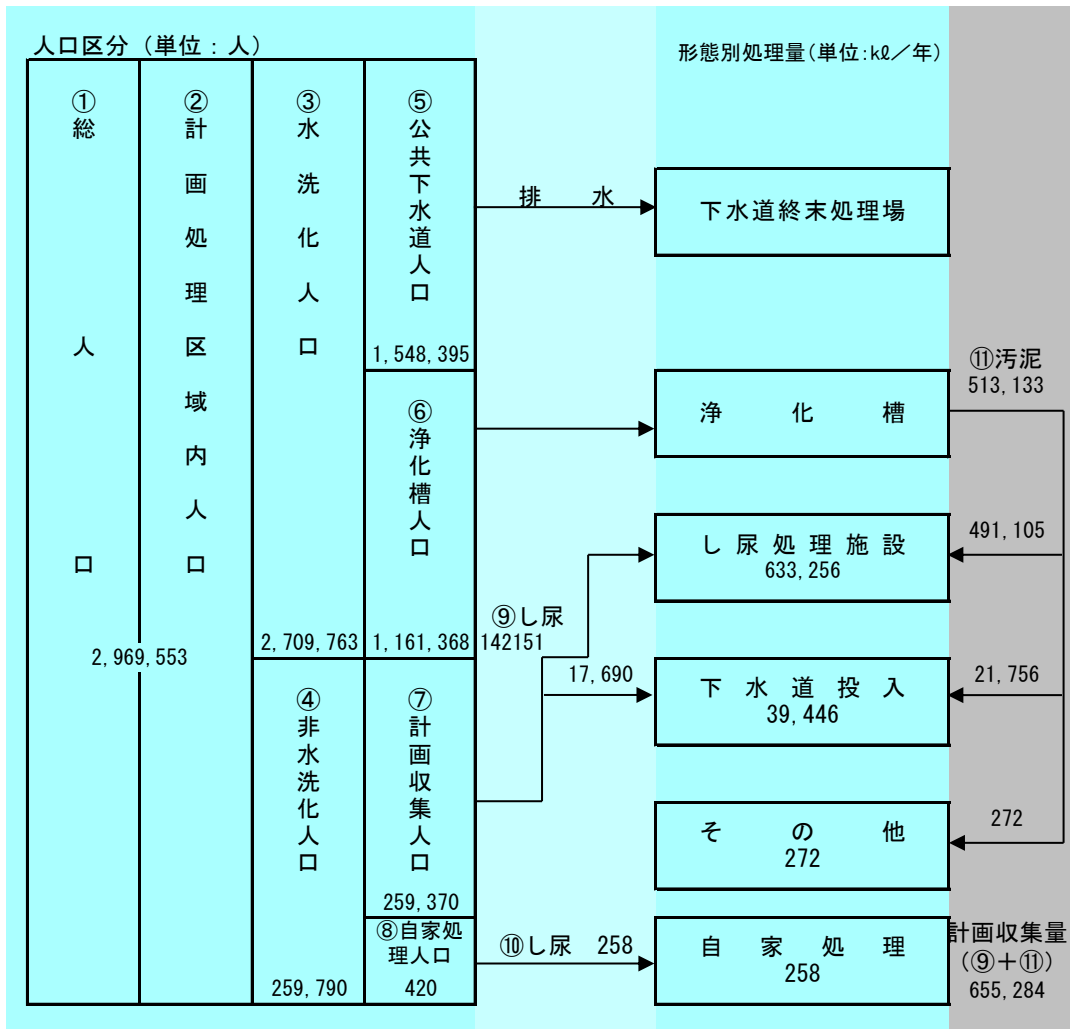 人口区分（単位：人）
形態別処理量（単位：kℓ／年）
①総人口
②計画処理区域内人口
2,969,553
③水洗化人口
2,709,763
④非水洗化人口
259,790
⑤公共下水道人口
1,548,395
⑥浄化槽人口
1,161,368
⑦計画収集人口
259,370
⑧自家処
理人口
420
排水
⑨し尿
142151
17,690
⑩し尿 258
下水道終末処理場
浄化槽
し尿処理施設
633,256
下水道投入
39,446
その他
272
自家処理
258
⑪汚泥
513,133
491,105
21,756
272
計画収集量
（⑨＋⑪）
655,284